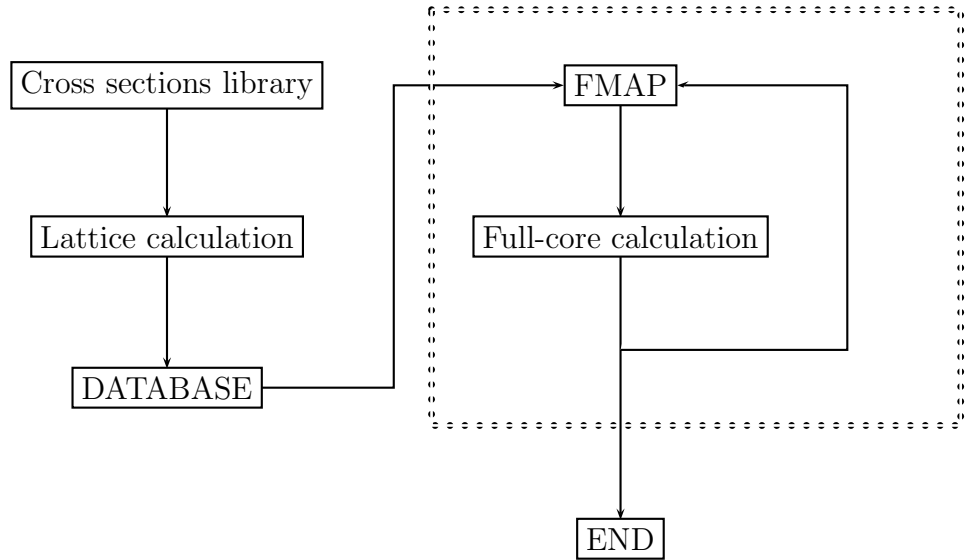 Cross sections library
Lattice calculation
DATABASE
FMAP
Full-core calculation
END